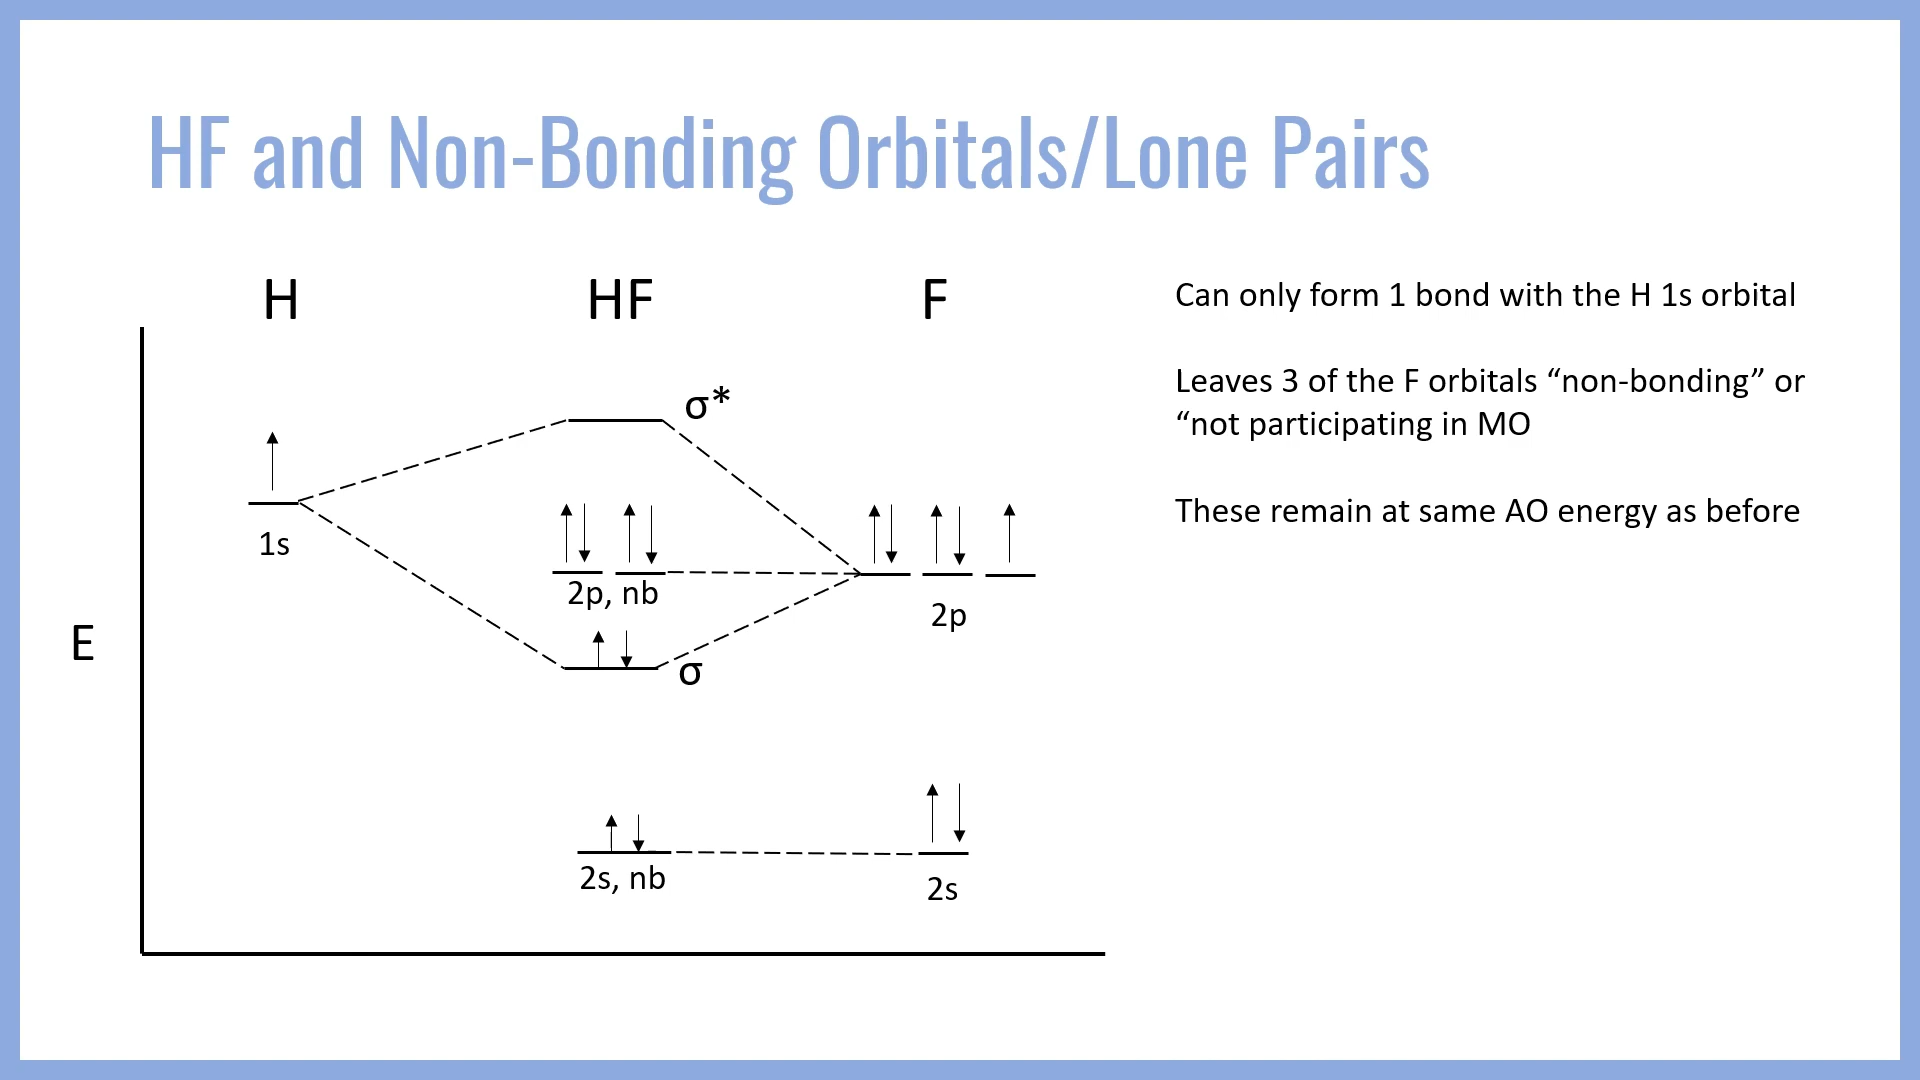 HF and Non-Bonding Orbitals/Lone Pairs
H
HF
F
Can only form 1 bond with the H 1s orbital
Leaves 3 of the F orbitals “non-bonding” or
“not participating in MO
These remain at same AO energy as before
σ*
1s
2p, nb
2p
E
σ
2s, nb
2s